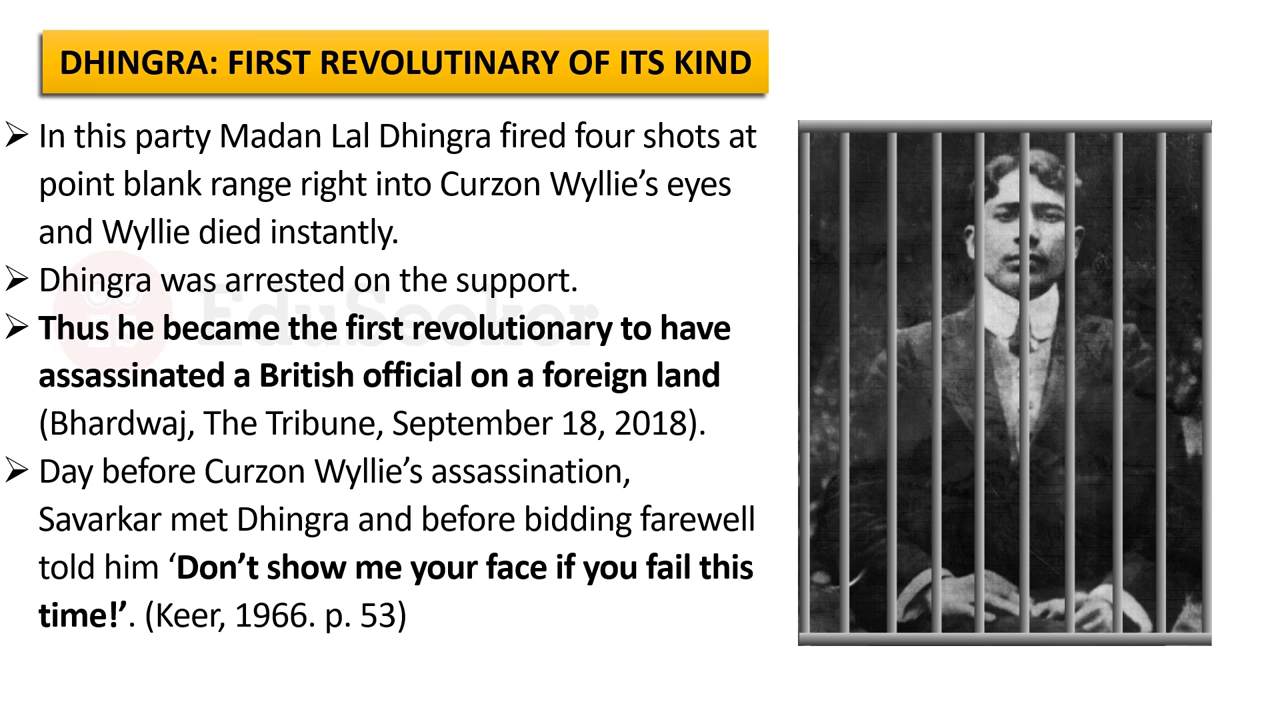 DHINGRA: FIRST REVOLUTINARY OF ITS KIND
➢ In this party Madan Lal Dhingra fired four shots at
point blank range right into Curzon Wyllie’s eyes
and Wyllie died instantly.
➢ Dhingra was arrested on the support.
➢ Thus he became the first revolutionary to have
assassinated a British official on a foreign land
(Bhardwaj, The Tribune, September 18, 2018).
➢ Day before Curzon Wyllie’s assassination,
Savarkar met Dhingra and before bidding farewell
told him ‘Don’t show me your face if you fail this
time!’. (Keer, 1966. p. 53)
EduSeeker